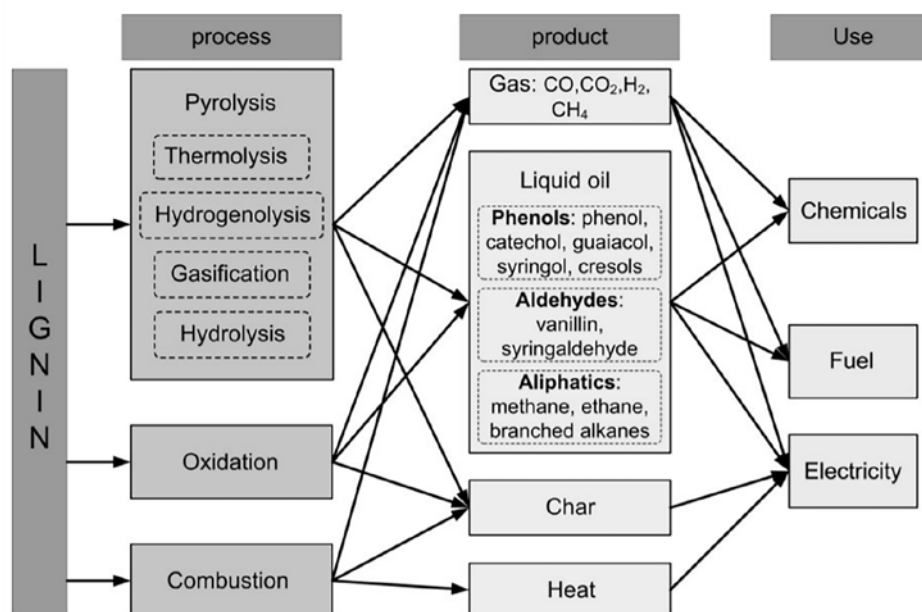 process
product
Use
LIGNIN
Pyrolysis
Thermolysis
Hydrogenolysis
Gasification
Hydrolysis
Oxidation
Combustion
Gas: CO,CO₂,H₂,
CH₄
Liquid oil
Phenols: phenol,
catechol, guaiacol,
syringol, cresols
Aldehydes:
vanillin,
syringaldehyde
Aliphatics:
methane, ethane,
branched alkanes
Char
Heat
Chemicals
Fuel
Electricity